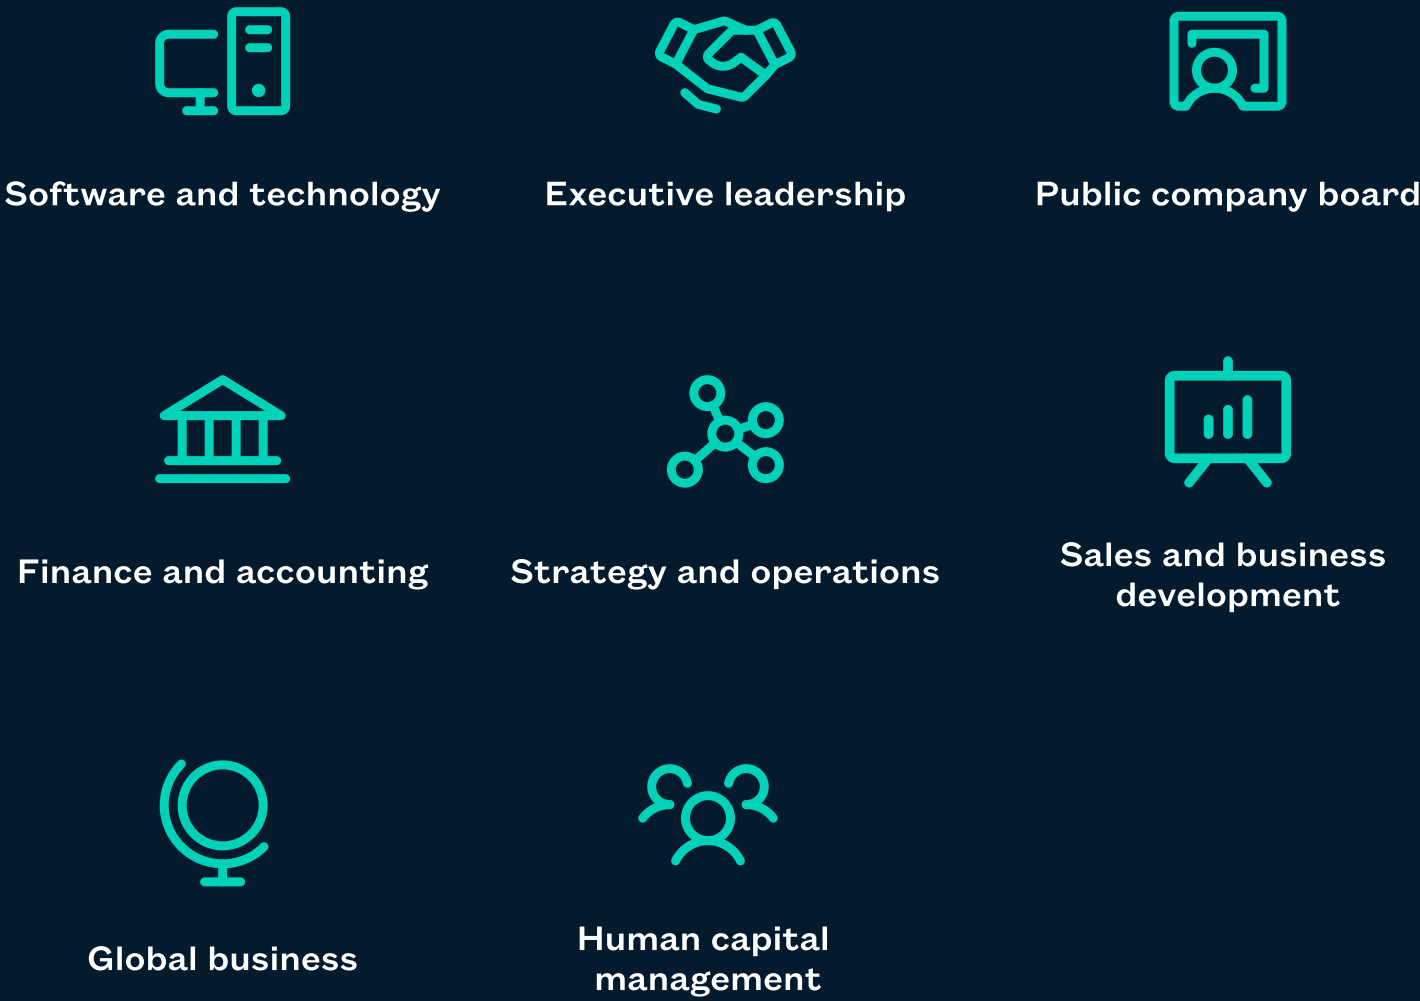 Software and technology
Executive leadership
Public company board
Finance and accounting
Strategy and operations
Sales and business
development
Global business
Human capital
management